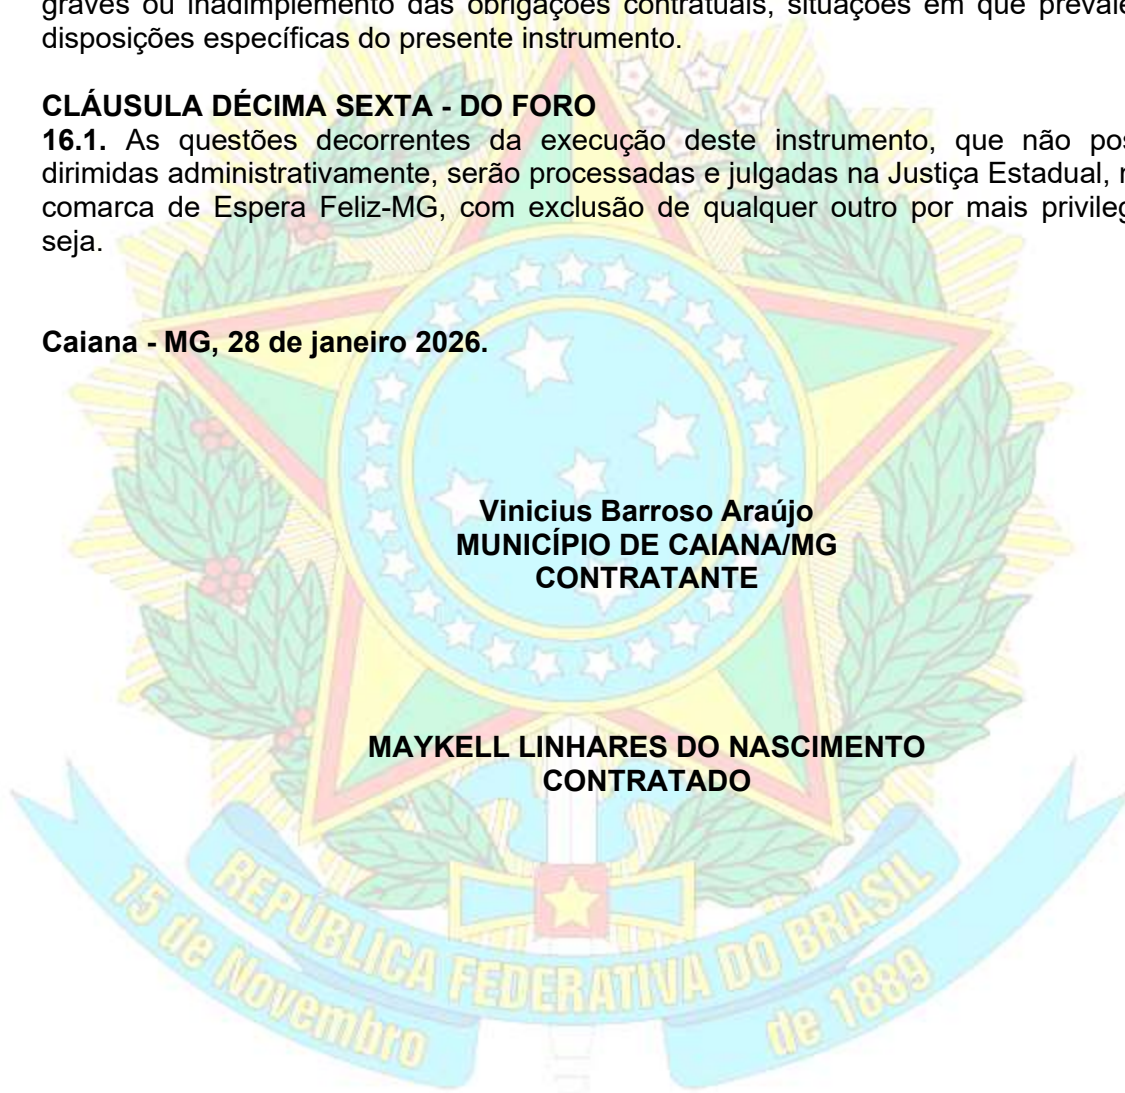 graves ou inadimplemento das obrigações contratuais, situações em que prevale
disposições específicas do presente instrumento.
CLÁUSULA DÉCIMA SEXTA - DO FORO
16.1. As questões decorrentes da execução deste instrumento, que não pos
dirimidas administrativamente, serão processadas e julgadas na Justiça Estadual,
comarca de Espera Feliz-MG, com exclusão de qualquer outro por mais privileg
seja.
Caiana - MG, 28 de janeiro 2026.
Vinicius Barroso Araújo
MUNICÍPIO DE CAIANA/MG
CONTRATANTE
MAYKELL LINHARES DO NASCIMENTO
CONTRATADO
REPÚBLICA FEDERATIVA DO BRASIL
15 de Novembro
de 1889